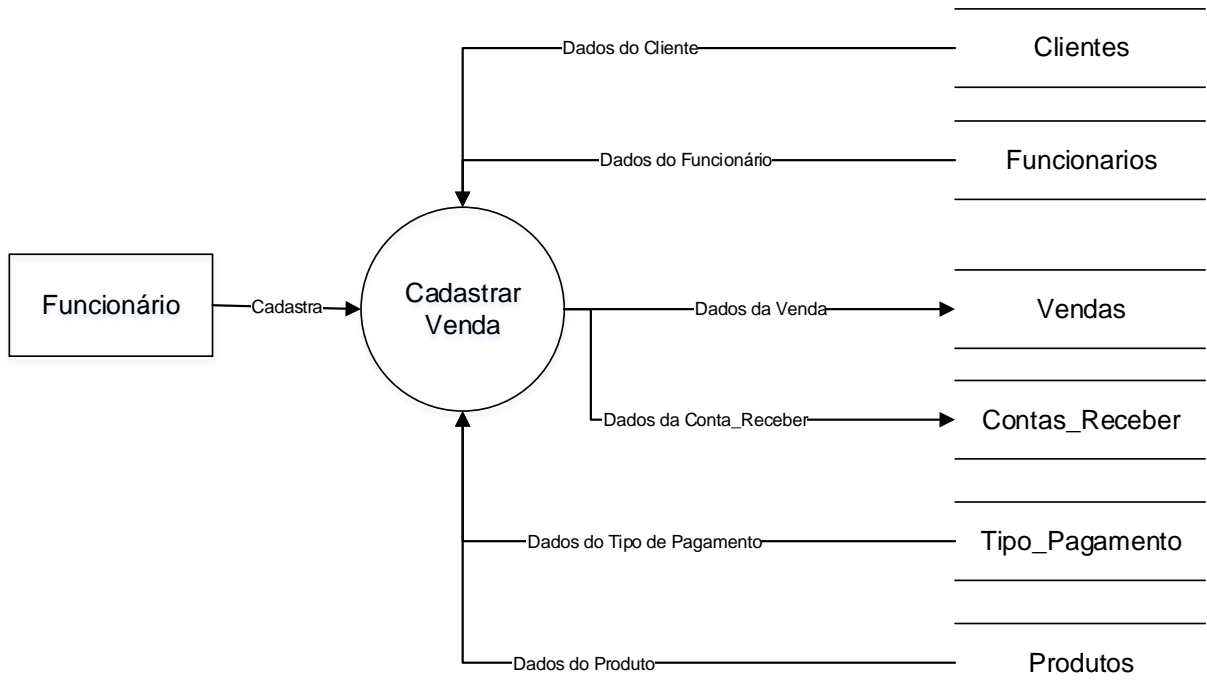 Dados do Cliente
Clientes
Dados do Funcionário
Funcionarios
Funcionário
Cadastra
Cadastrar
Venda
Dados da Venda
Vendas
Dados da Conta_Receber
Contas_Receber
Dados do Tipo de Pagamento
Tipo_Pagamento
Dados do Produto
Produtos